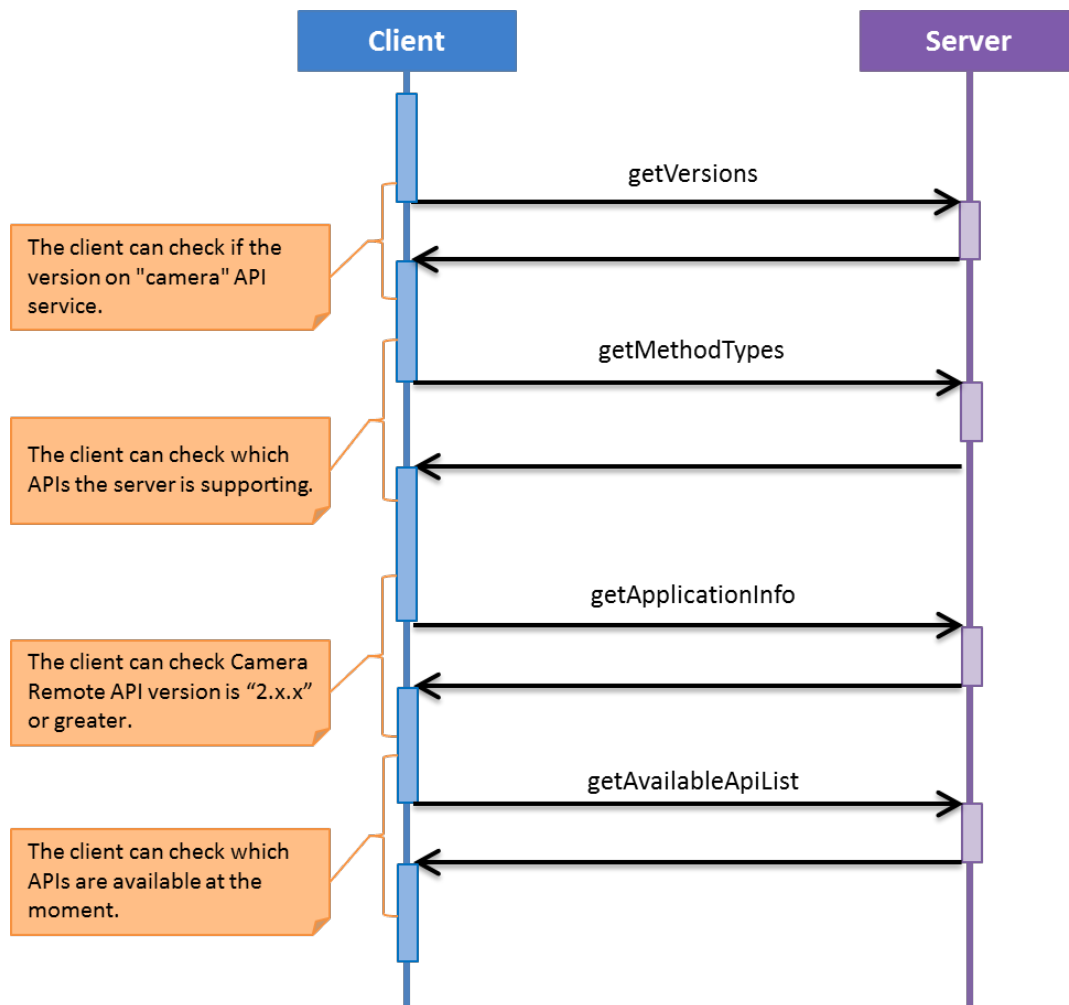 Client
Server
getVersions
The client can check if the
version on "camera" API
service.
getMethodTypes
The client can check which
APIs the server is supporting.
getApplicationInfo
The client can check Camera
Remote API version is “2.x.x”
or greater.
getAvailableApiList
The client can check which
APIs are available at the
moment.